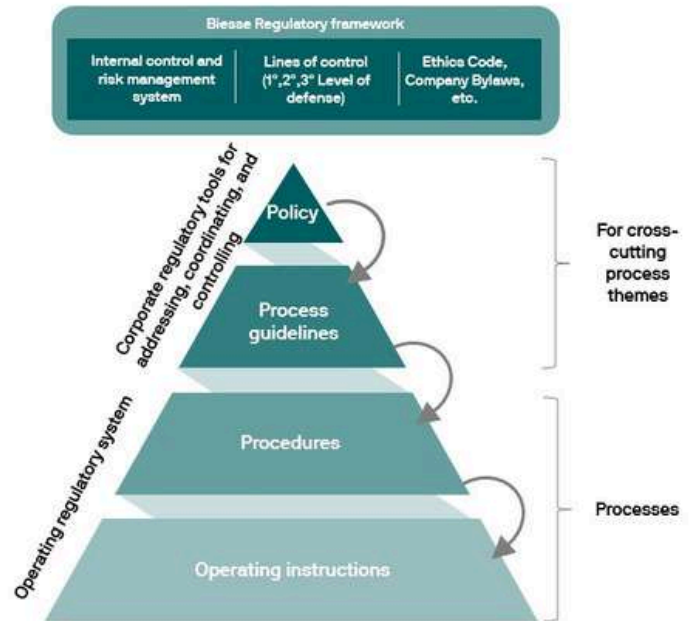 Biesse Regulatory framework
Internal control and
risk management
system
Lines of control
(1°,2°,3° Level of
defense)
Ethics Code,
Company Bylaws,
etc.
Corporate regulatory tools for
addressing, coordinating, and
controlling
Policy
Process
guidelines
For cross-
cutting
process
themes
Operating regulatory system
Procedures
Operating instructions
Processes